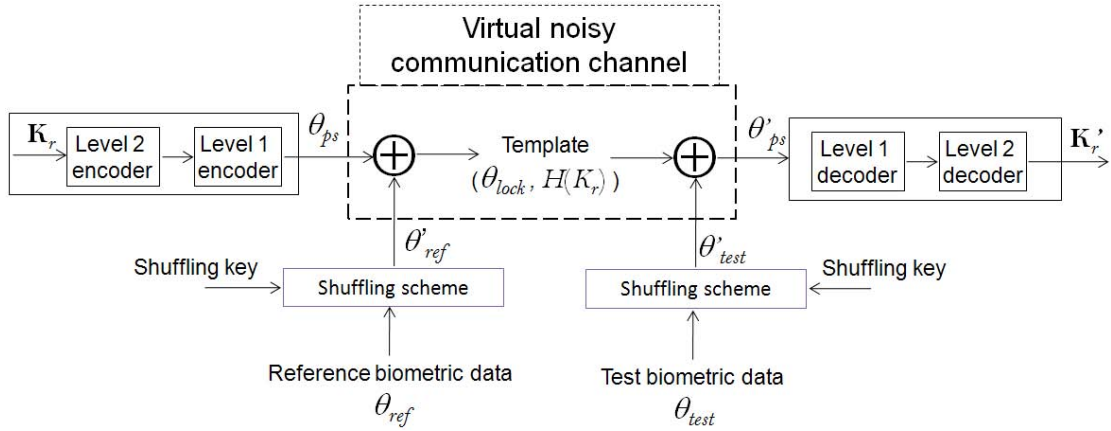 Virtual noisy
communication channel
K_r
Level 2
encoder
Level 1
encoder
θ_ps
Template
(θ_lock, H(K_r))
θ'_ps
Level 1
decoder
Level 2
decoder
K_r'
θ'_ref
θ'_test
Shuffling key
Shuffling scheme
Shuffling scheme
Shuffling key
Reference biometric data
θ_ref
Test biometric data
θ_test